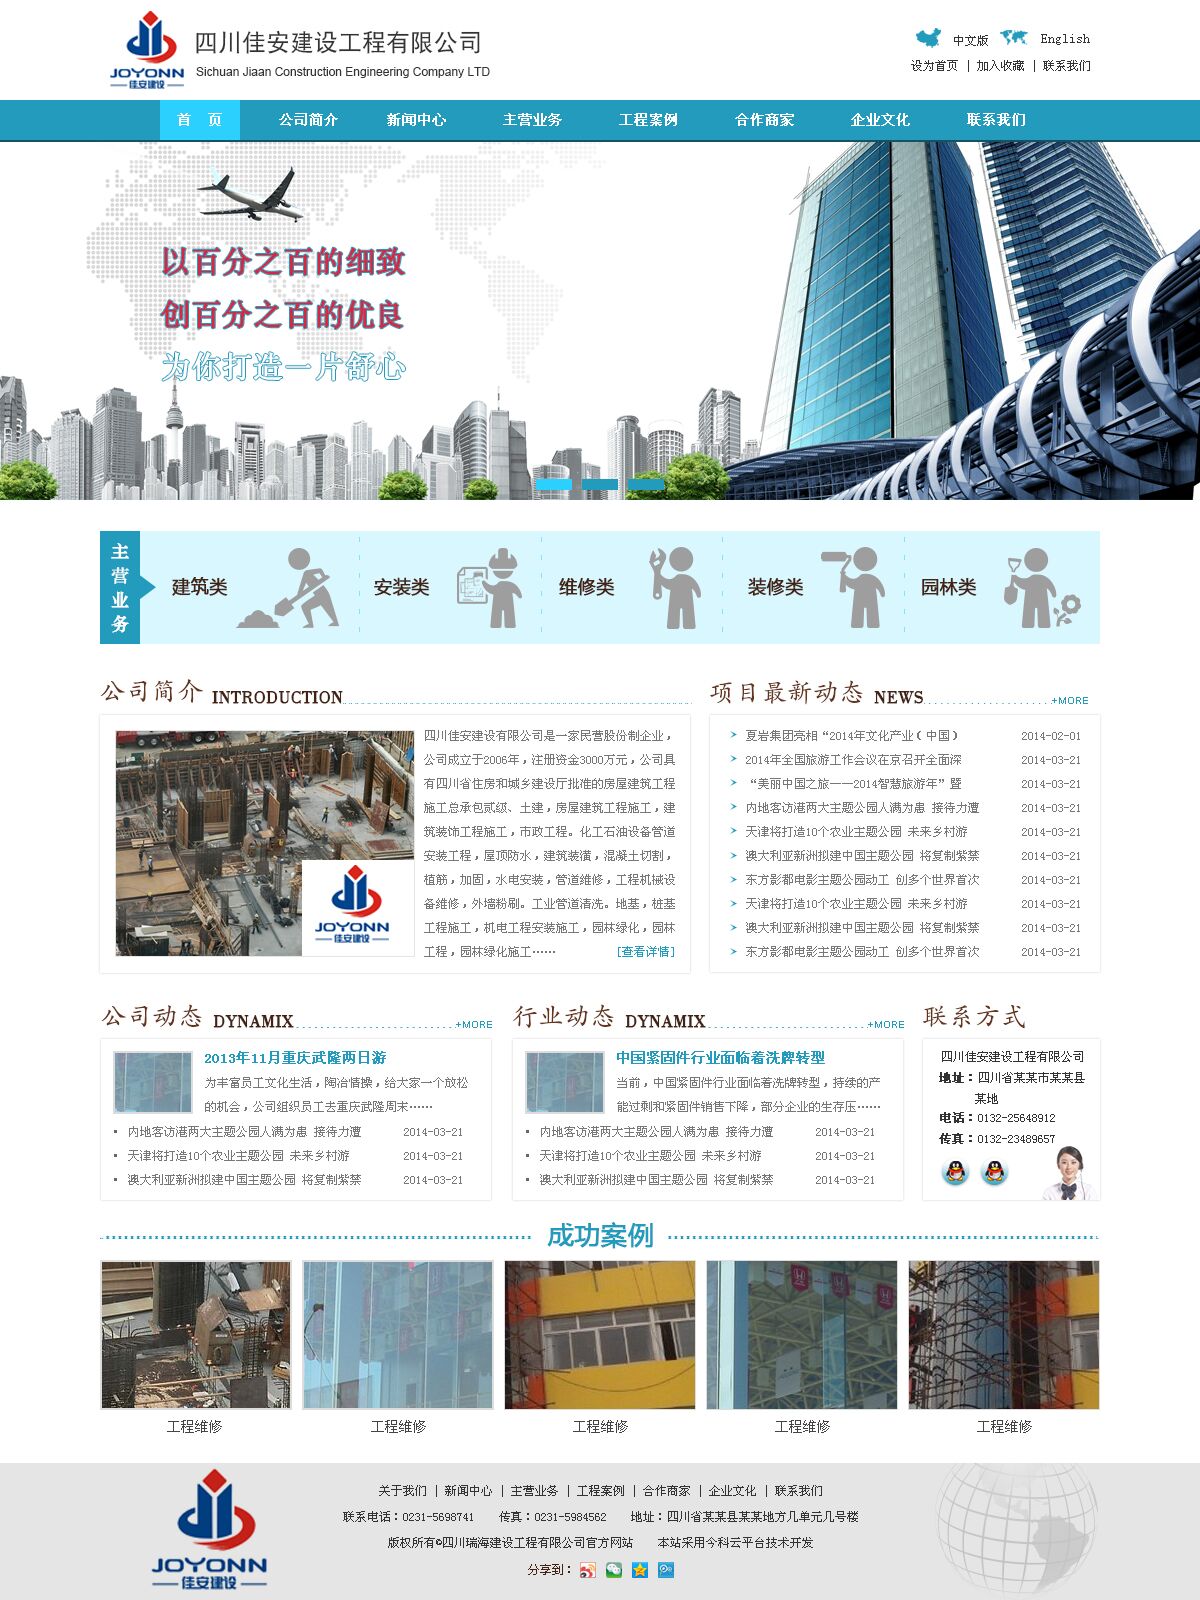 JOYONN
佳安建设
四川佳安建设工程有限公司
Sichuan Jiaan Construction Engineering Company LTD
中文版 English
设为首页 | 加入收藏 | 联系我们
首 页 公司简介 新闻中心 主营业务 工程案例 合作商家 企业文化 联系我们
以百分之百的细致
创百分之百的优良
为你打造一片舒心
主营业务
建筑类 安装类 维修类 装修类 园林类
公司简介 INTRODUCTION
四川佳安建设有限公司是一家民营股份制企业，
公司成立于2006年，注册资金3000万元，公司具
有四川省住房和城乡建设厅批准的房屋建筑工程
施工总承包贰级、土建，房屋建筑工程施工，建
筑装饰工程施工，市政工程。化工石油设备管道
安装工程，屋顶防水，建筑装潢，混凝土切割，
植筋，加固，水电安装，管道维修，工程机械设
备维修，外墙粉刷。工业管道清洗。地基，桩基
工程施工，机电工程安装施工，园林绿化，园林
工程，园林绿化施工…… [查看详情]
JOYONN
佳安建设
项目最新动态 NEWS +MORE
夏岩集团亮相“2014年文化产业（中国） 2014-02-01
2014年全国旅游工作会议在京召开全面深 2014-03-21
“美丽中国之旅——2014智慧旅游年”暨 2014-03-21
内地客访港两大主题公园人满为患 接待力遭 2014-03-21
天津将打造10个农业主题公园 未来乡村游 2014-03-21
澳大利亚新洲拟建中国主题公园 将复制紫禁 2014-03-21
东方影都电影主题公园动工 创多个世界首次 2014-03-21
天津将打造10个农业主题公园 未来乡村游 2014-03-21
澳大利亚新洲拟建中国主题公园 将复制紫禁 2014-03-21
东方影都电影主题公园动工 创多个世界首次 2014-03-21
公司动态 DYNAMIX +MORE
2013年11月重庆武隆两日游
为丰富员工文化生活，陶冶情操，给大家一个放松
的机会，公司组织员工去重庆武隆周末……
内地客访港两大主题公园人满为患 接待力遭 2014-03-21
天津将打造10个农业主题公园 未来乡村游 2014-03-21
澳大利亚新洲拟建中国主题公园 将复制紫禁 2014-03-21
行业动态 DYNAMIX +MORE
中国紧固件行业面临着洗牌转型
当前，中国紧固件行业面临着洗牌转型，持续的产
能过剩和紧固件销售下降，部分企业的生存压……
内地客访港两大主题公园人满为患 接待力遭 2014-03-21
天津将打造10个农业主题公园 未来乡村游 2014-03-21
澳大利亚新洲拟建中国主题公园 将复制紫禁 2014-03-21
联系方式
四川佳安建设工程有限公司
地址：四川省某某市某某县
某地
电话：0132-25648912
传真：0132-23489657
成功案例
工程维修 工程维修 工程维修 工程维修 工程维修
JOYONN
佳安建设
关于我们 | 新闻中心 | 主营业务 | 工程案例 | 合作商家 | 企业文化 | 联系我们
联系电话：0231-5698741 传真：0231-5984562 地址：四川省某某县某某地方几单元几号楼
版权所有©四川瑞海建设工程有限公司官方网站 本站采用今科云平台技术开发
分享到：